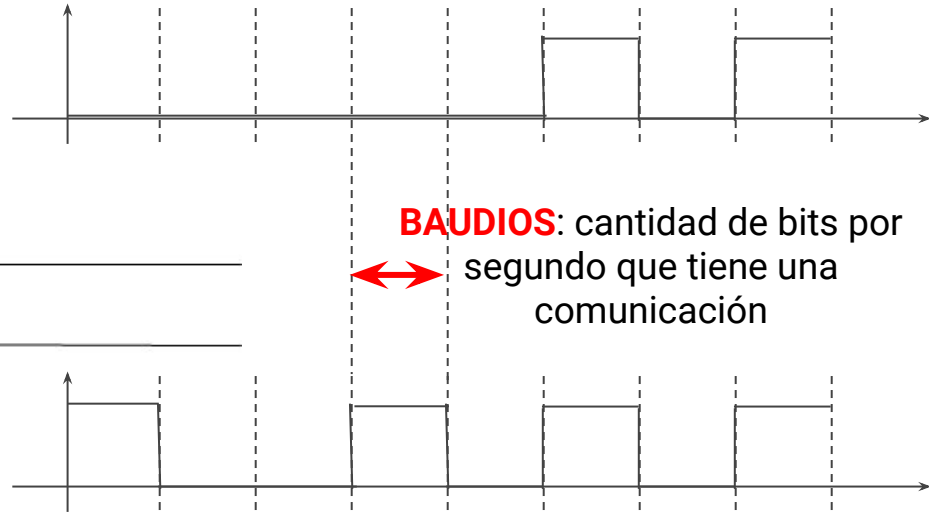 BAUDIOS: cantidad de bits por
segundo que tiene una
comunicación